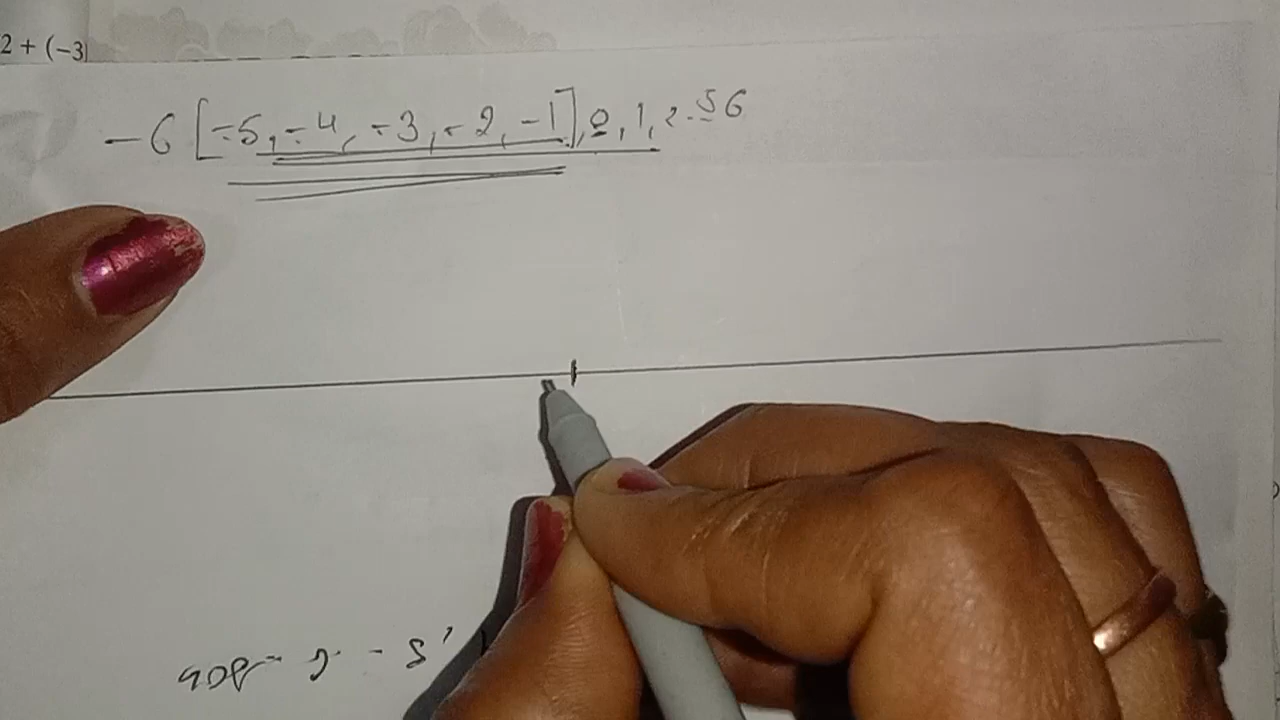 2 + (−3
−6 [−5, −4, −3, −2, −1], 0, 1, 2 -- 5 6